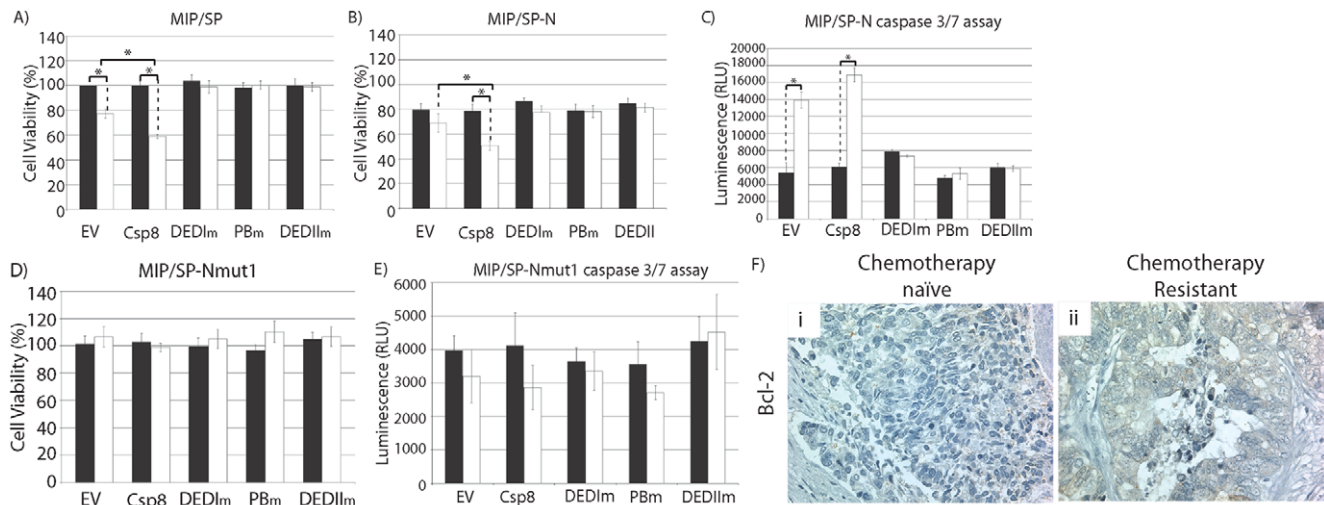 A)
MIP/SP
Cell Viability (%)
140
120
100
80
60
40
20
0
*
*
*
EV
Csp8
DEDIm
PBm
DEDIIm
B)
MIP/SP-N
Cell Viability (%)
140
120
100
80
60
40
20
0
*
*
EV
Csp8
DEDIm
PBm
DEDII
C)
MIP/SP-N caspase 3/7 assay
Luminescence (RLU)
20000
18000
16000
14000
12000
10000
8000
6000
4000
2000
0
*
*
EV
Csp8
DEDIm
PBm
DEDIIm
D)
MIP/SP-Nmut1
Cell Viability (%)
140
120
100
80
60
40
20
0
EV
Csp8
DEDIm
PBm
DEDIIm
E)
MIP/SP-Nmut1 caspase 3/7 assay
Luminescence (RLU)
6000
5000
4000
3000
2000
1000
0
EV
Csp8
DEDIm
PBm
DEDIIm
F)
Chemotherapy
naïve
Chemotherapy
Resistant
Bcl-2
i
ii